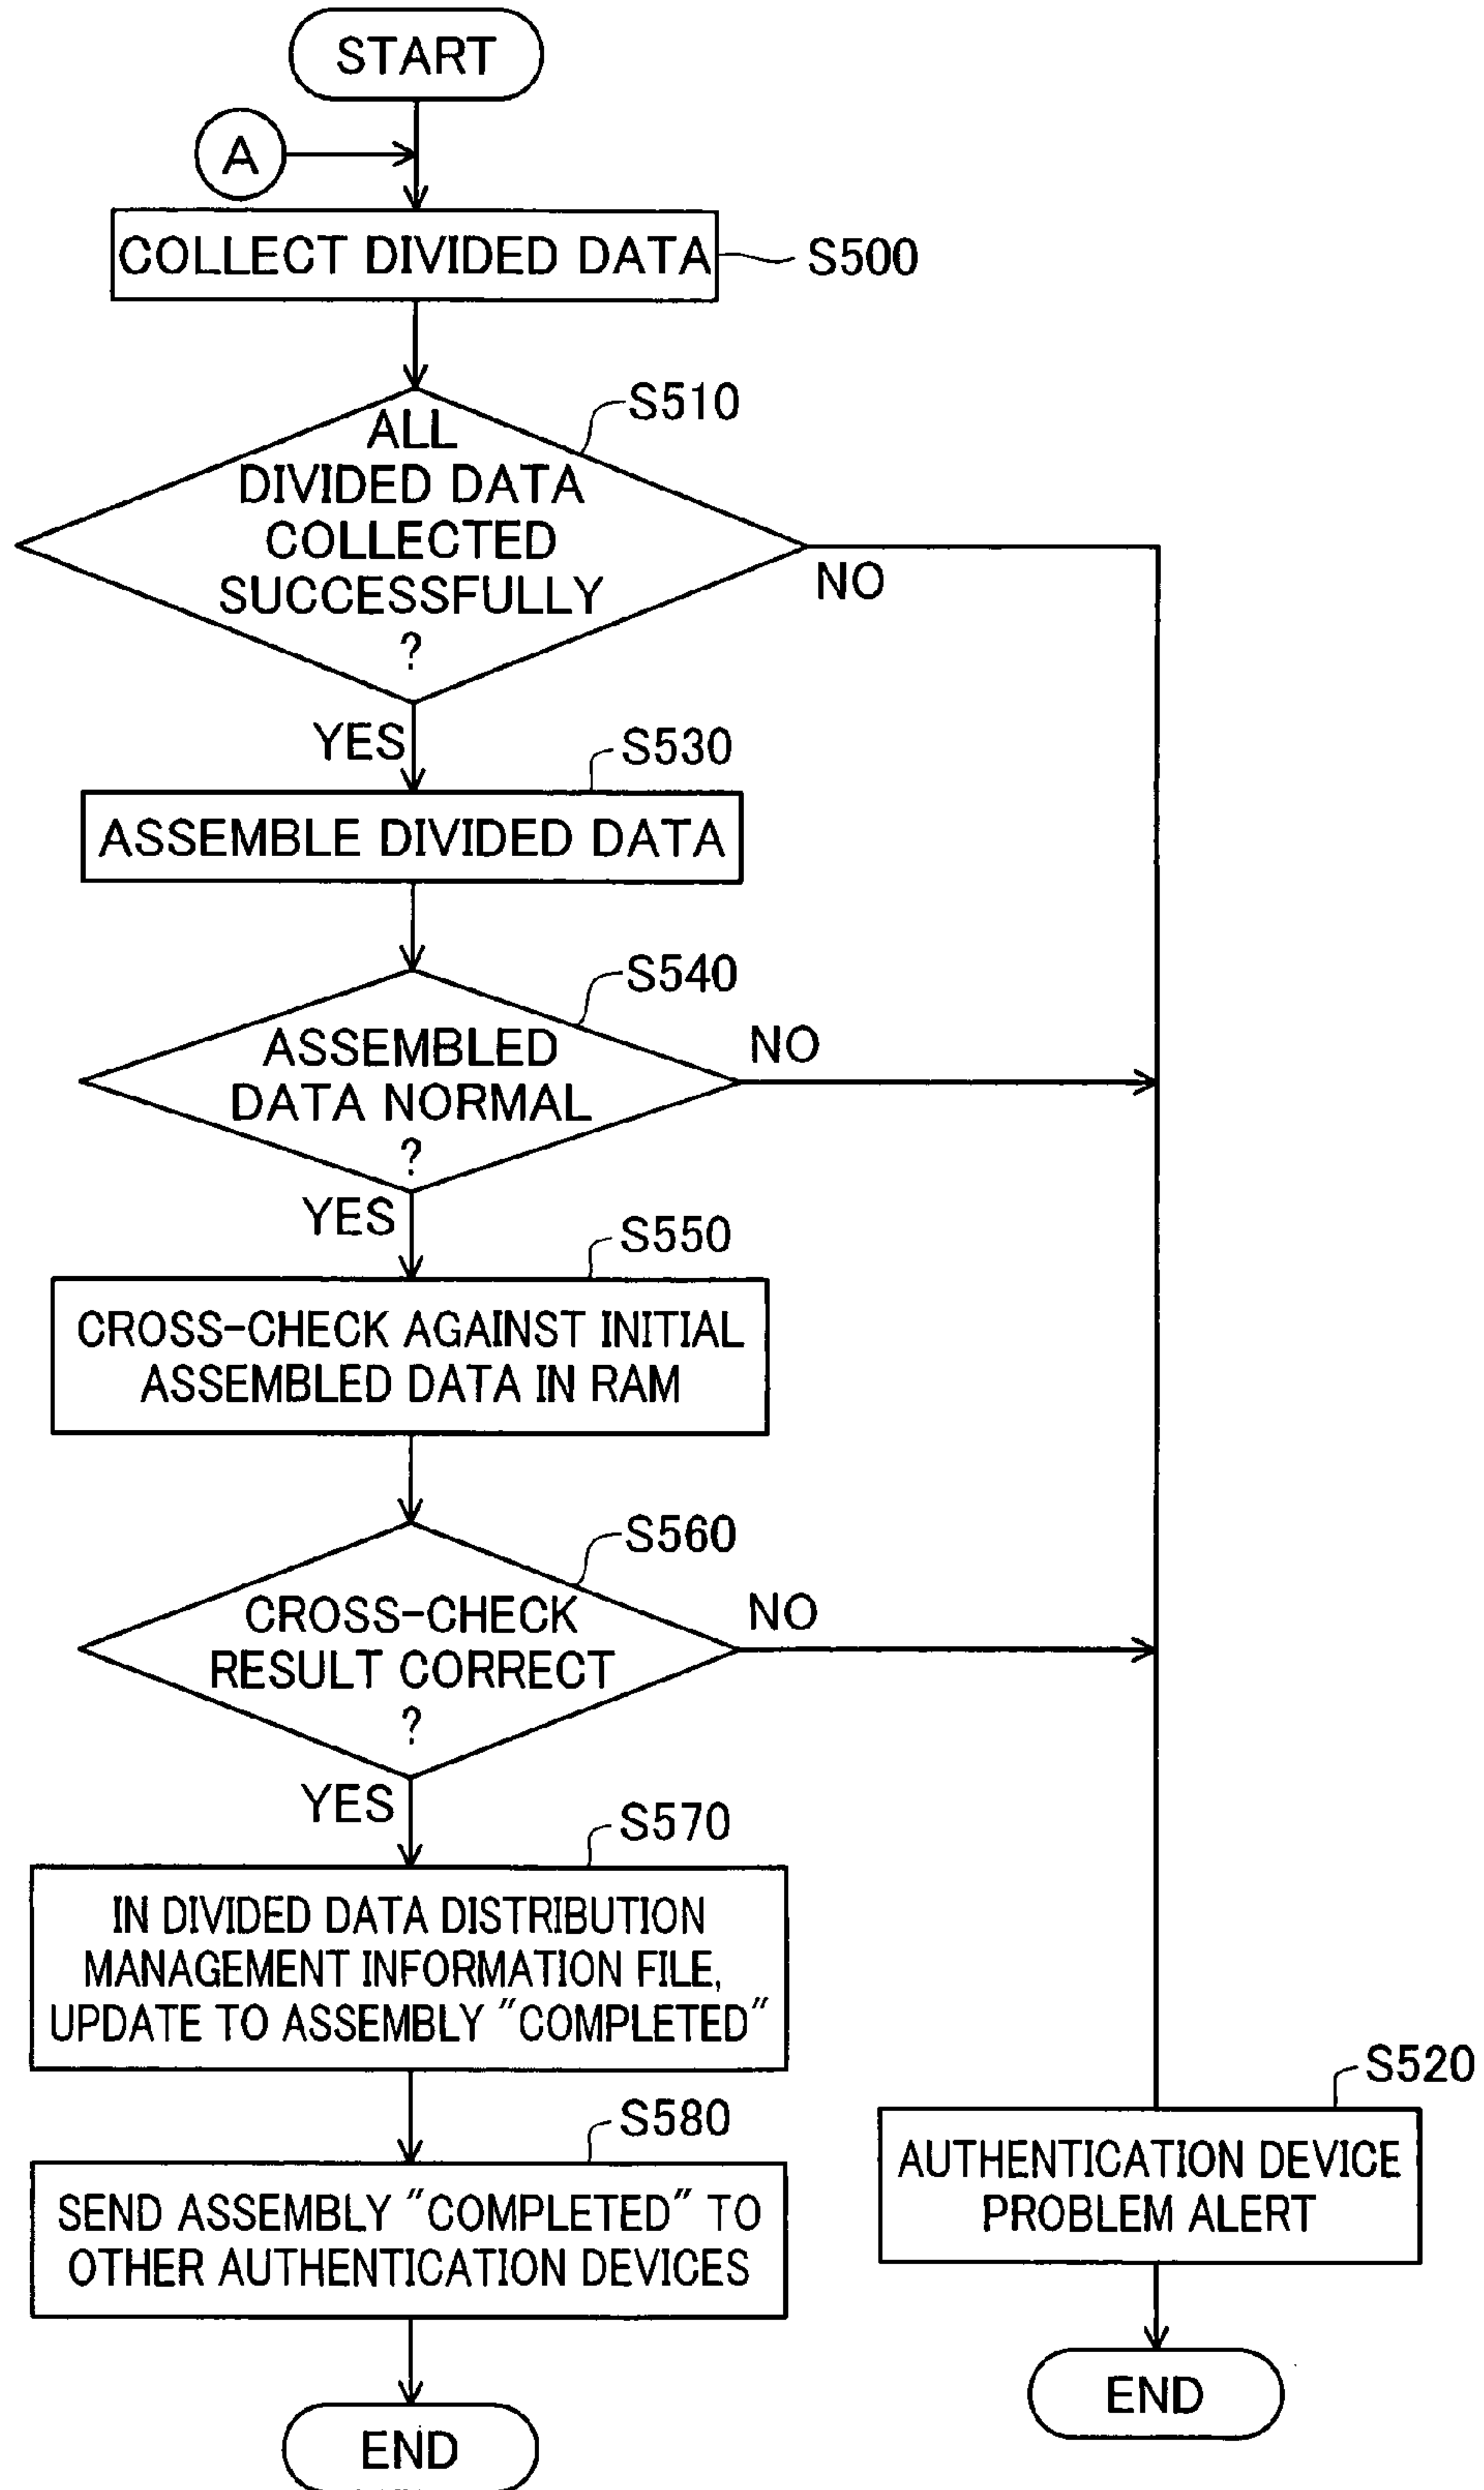 START
A
COLLECT DIVIDED DATA
S500
S510
ALL
DIVIDED DATA
COLLECTED
SUCCESSFULLY
?
NO
YES
S530
ASSEMBLE DIVIDED DATA
S540
ASSEMBLED
DATA NORMAL
?
NO
YES
S550
CROSS-CHECK AGAINST INITIAL
ASSEMBLED DATA IN RAM
S560
CROSS-CHECK
RESULT CORRECT
?
NO
YES
S570
IN DIVIDED DATA DISTRIBUTION
MANAGEMENT INFORMATION FILE,
UPDATE TO ASSEMBLY "COMPLETED"
S580
SEND ASSEMBLY "COMPLETED" TO
OTHER AUTHENTICATION DEVICES
END
S520
AUTHENTICATION DEVICE
PROBLEM ALERT
END